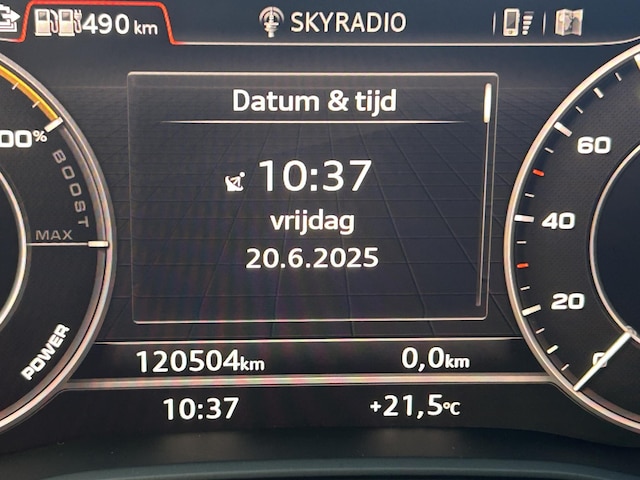 490 km
SKYRADIO
Datum & tijd
10:37
vrijdag
20.6.2025
00%
BOOST
MAX
POWER
60
40
20
0
120504km
0,0km
10:37
+21,5°C